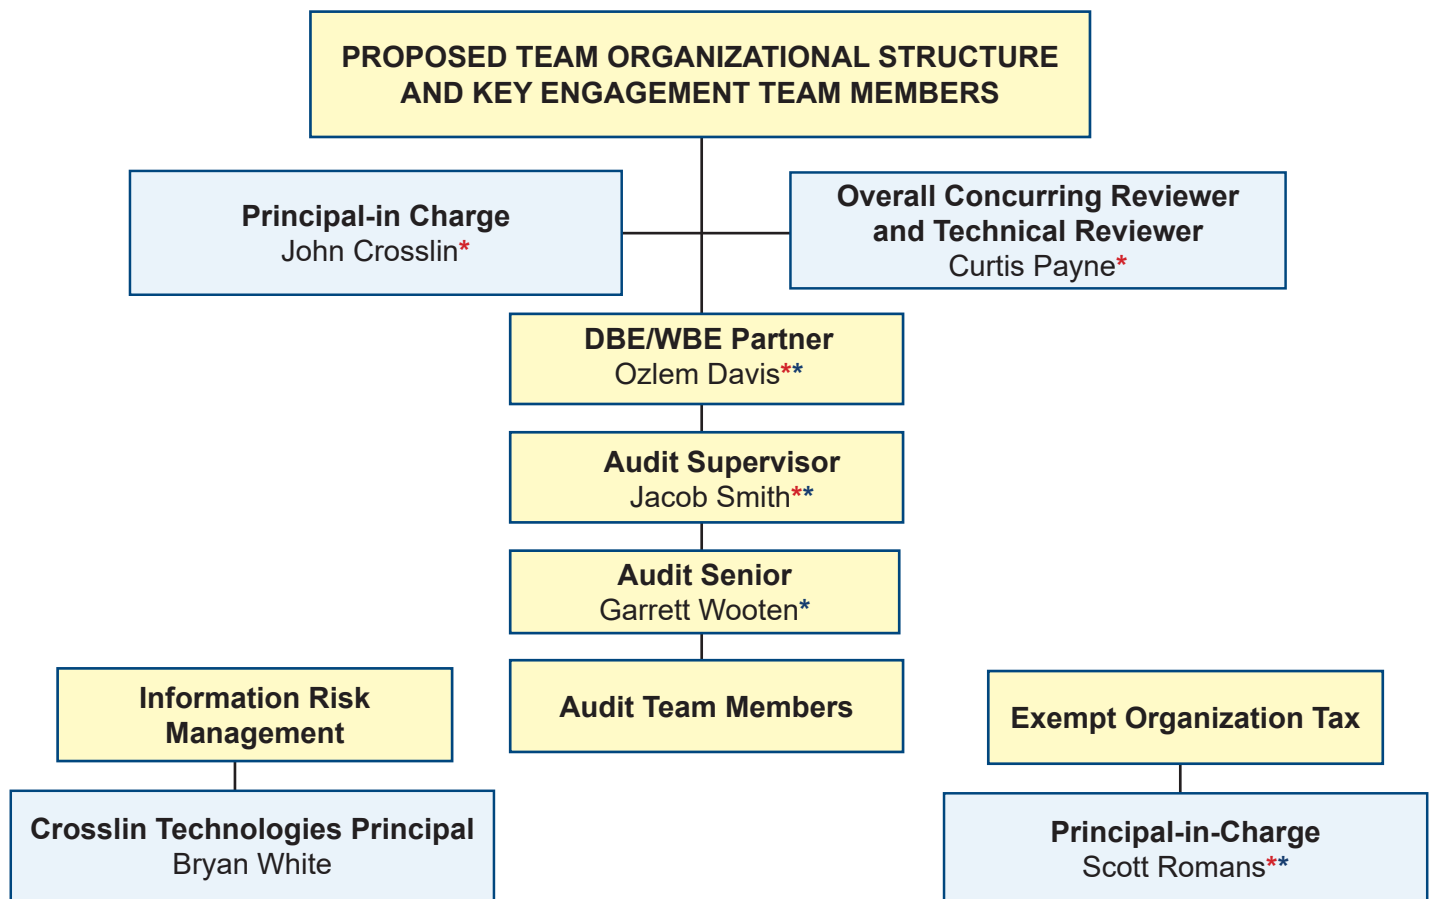 PROPOSED TEAM ORGANIZATIONAL STRUCTURE
AND KEY ENGAGEMENT TEAM MEMBERS
Principal-in Charge
John Crosslin*
Overall Concurring Reviewer
and Technical Reviewer
Curtis Payne*
DBE/WBE Partner
Ozlem Davis**
Audit Supervisor
Jacob Smith**
Audit Senior
Garrett Wooten*
Audit Team Members
Information Risk
Management
Crosslin Technologies Principal
Bryan White
Exempt Organization Tax
Principal-in-Charge
Scott Romans**